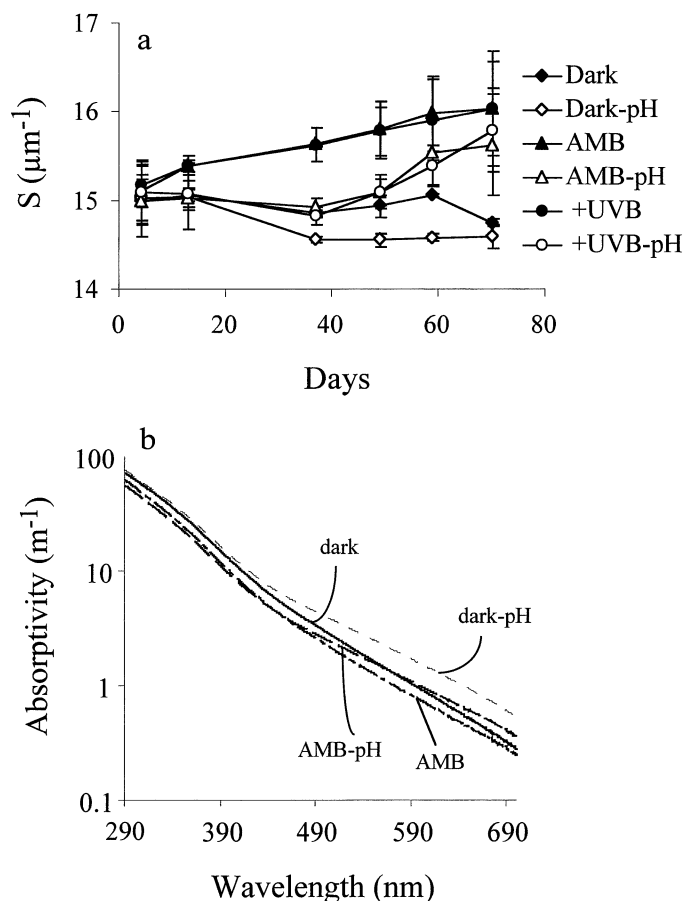 a
17
16
15
14
S (µm⁻¹)
0 20 40 60 80
Days
Dark
Dark-pH
AMB
AMB-pH
+UVB
+UVB-pH
b
100
10
1
0.1
Absorptivity (m⁻¹)
dark
dark-pH
AMB-pH
AMB
290 390 490 590 690
Wavelength (nm)